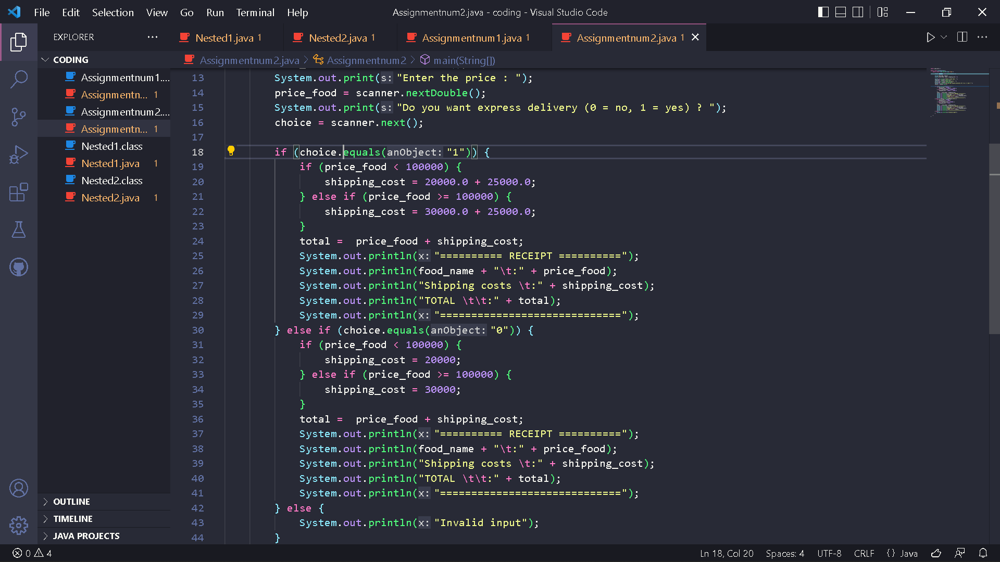 File Edit Selection View Go Run Terminal Help
Assignmentnum2.java - coding - Visual Studio Code
EXPLORER
Nested1.java 1
Nested2.java 1
Assignmentnum1.java 1
Assignmentnum2.java 1
CODING
Assignmentnum2.java > Assignmentnum2 > main(String[])
Assignmentnum1....
Assignmentn... 1
Assignmentnum2....
Assignmentn... 1
Nested1.class
Nested1.java 1
Nested2.class
Nested2.java 1
OUTLINE
TIMELINE
JAVA PROJECTS
13 System.out.print(s: "Enter the price : ");
14 price_food = scanner.nextDouble();
15 System.out.print(s: "Do you want express delivery (0 = no, 1 = yes) ? ");
16 choice = scanner.next();
17
18 if (choice.equals(anObject: "1")) {
19 if (price_food < 100000) {
20 shipping_cost = 20000.0 + 25000.0;
21 } else if (price_food >= 100000) {
22 shipping_cost = 30000.0 + 25000.0;
23 }
24 total =  price_food + shipping_cost;
25 System.out.println(x: "========== RECEIPT ==========");
26 System.out.println(food_name + "\t:" + price_food);
27 System.out.println("Shipping costs \t:" + shipping_cost);
28 System.out.println("TOTAL \t\t:" + total);
29 System.out.println(x: "=============================");
30 } else if (choice.equals(anObject: "0")) {
31 if (price_food < 100000) {
32 shipping_cost = 20000;
33 } else if (price_food >= 100000) {
34 shipping_cost = 30000;
35 }
36 total =  price_food + shipping_cost;
37 System.out.println(x: "========== RECEIPT ==========");
38 System.out.println(food_name + "\t:" + price_food);
39 System.out.println("Shipping costs \t:" + shipping_cost);
40 System.out.println("TOTAL \t\t:" + total);
41 System.out.println(x: "=============================");
42 } else {
43 System.out.println(x: "Invalid input");
44 }
0 4
Ln 18, Col 20 Spaces: 4 UTF-8 CRLF {} Java